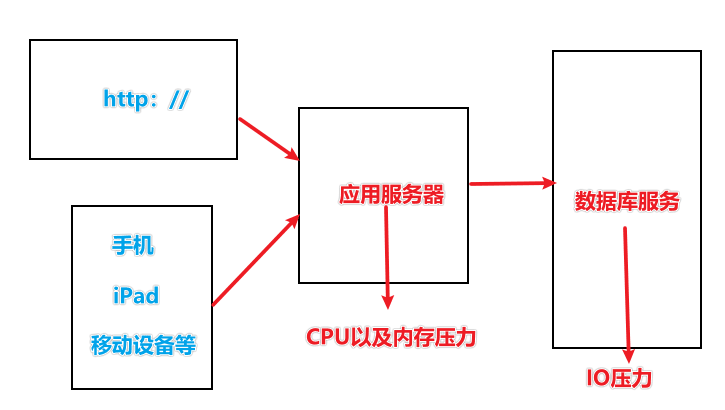 http：//
手机
iPad
移动设备等
应用服务器
CPU以及内存压力
数据库服务
IO压力